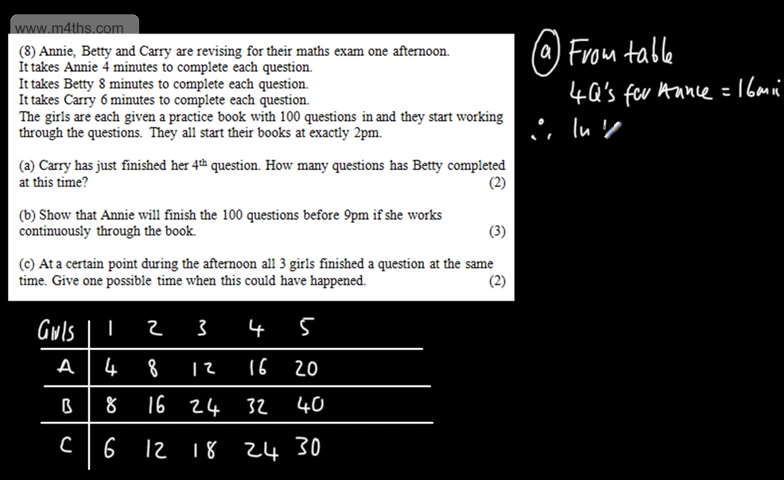 www.m4ths.com
(8) Annie, Betty and Carry are revising for their maths exam one afternoon.
It takes Annie 4 minutes to complete each question.
It takes Betty 8 minutes to complete each question.
It takes Carry 6 minutes to complete each question.
The girls are each given a practice book with 100 questions in and they start working
through the questions. They all start their books at exactly 2pm.
(a) Carry has just finished her 4th question. How many questions has Betty completed
at this time? (2)
(b) Show that Annie will finish the 100 questions before 9pm if she works
continuously through the book. (3)
(c) At a certain point during the afternoon all 3 girls finished a question at the same
time. Give one possible time when this could have happened. (2)
(a) From table
4Q's for Annie = 16min
∴ In
Girls 1 2 3 4 5
A 4 8 12 16 20
B 8 16 24 32 40
C 6 12 18 24 30